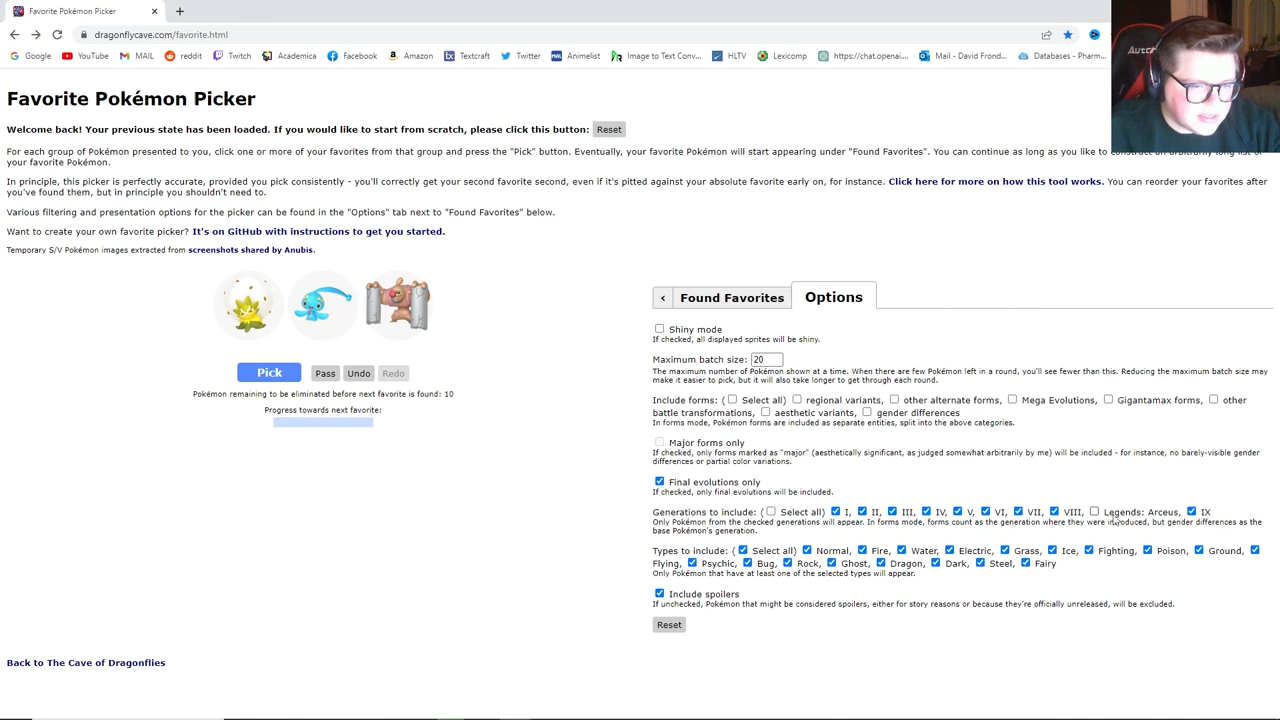 Favorite Pokémon Picker
dragonflycave.com/favorite.html
Google YouTube MAIL reddit Twitch Academica Facebook Amazon Textcraft Twitter Animelist Image to Text Conv... HLTV Lexicomp https://chat.openai.... Mail - David Frond... Databases - Pharm...
Favorite Pokémon Picker
Welcome back! Your previous state has been loaded. If you would like to start from scratch, please click this button: Reset
For each group of Pokémon presented to you, click one or more of your favorites from that group and press the "Pick" button. Eventually, your favorite Pokémon will start appearing under "Found Favorites". You can continue as long as you like to
your favorite Pokémon.
In principle, this picker is perfectly accurate, provided you pick consistently - you'll correctly get your second favorite second, even if it's pitted against your absolute favorite early on, for instance. Click here for more on how this tool works. You can reorder your favorites after
you've found them, but in principle you shouldn't need to.
Various filtering and presentation options for the picker can be found in the "Options" tab next to "Found Favorites" below.
Want to create your own favorite picker? It's on GitHub with instructions to get you started.
Temporary S/V Pokémon images extracted from screenshots shared by Anubis.
‹ Found Favorites Options
Shiny mode
If checked, all displayed sprites will be shiny.
Maximum batch size: 20
The maximum number of Pokémon shown at a time. When there are few Pokémon left in a round, you'll see fewer than this. Reducing the maximum batch size may
make it easier to pick, but it will also take longer to get through each round.
Pick Pass Undo Redo
Pokémon remaining to be eliminated before next favorite is found: 10
Progress towards next favorite:
Include forms: ( Select all) regional variants, other alternate forms, Mega Evolutions, Gigantamax forms, other
battle transformations, aesthetic variants, gender differences
In forms mode, Pokémon forms are included as separate entities, split into the above categories.
Major forms only
If checked, only forms marked as "major" (aesthetically significant, as judged somewhat arbitrarily by me) will be included - for instance, no barely-visible gender
differences or partial color variations.
Final evolutions only
If checked, only final evolutions will be included.
Generations to include: ( Select all) I, II, III, IV, V, VI, VII, VIII, Legends: Arceus, IX
Only Pokémon from the checked generations will appear. In forms mode, forms count as the generation where they were introduced, but gender differences as the
base Pokémon's generation.
Types to include: ( Select all) Normal, Fire, Water, Electric, Grass, Ice, Fighting, Poison, Ground,
Flying, Psychic, Bug, Rock, Ghost, Dragon, Dark, Steel, Fairy
Only Pokémon that have at least one of the selected types will appear.
Include spoilers
If unchecked, Pokémon that might be considered spoilers, either for story reasons or because they're officially unreleased, will be excluded.
Reset
Back to The Cave of Dragonflies